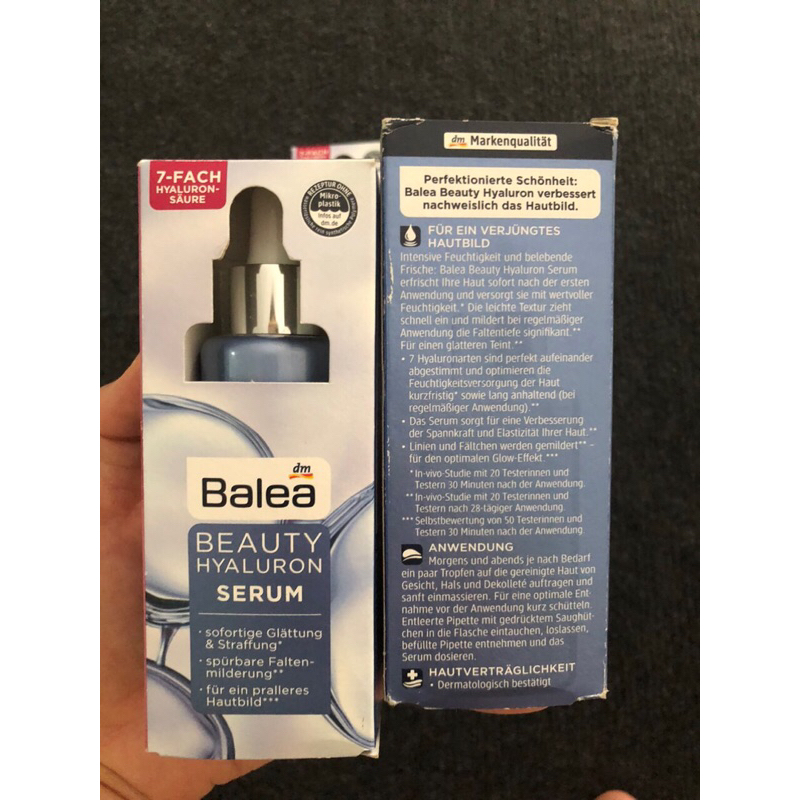 7-FACH
HYALURON-
SÄURE
REZEPTUR OHNE
Mikro
plastik
Infos auf
dm.de
dm
Balea
BEAUTY
HYALURON
SERUM
· sofortige Glättung
& Straffung*
· spürbare Falten-
milderung**
· für ein pralleres
Hautbild***
dm Markenqualität
Perfektionierte Schönheit:
Balea Beauty Hyaluron verbessert
nachweislich das Hautbild.
FÜR EIN VERJÜNGTES
HAUTBILD
Intensive Feuchtigkeit und belebende
Frische: Balea Beauty Hyaluron Serum
erfrischt Ihre Haut sofort nach der ersten
Anwendung und versorgt sie mit wertvoller
Feuchtigkeit.* Die leichte Textur zieht
schnell ein und mildert bei regelmäßiger
Anwendung die Faltentiefe signifikant.**
Für einen glatteren Teint.**
• 7 Hyaluronarten sind perfekt aufeinander
abgestimmt und optimieren die
Feuchtigkeitsversorgung der Haut
kurzfristig* sowie lang anhaltend (bei
regelmäßiger Anwendung).**
• Das Serum sorgt für eine Verbesserung
der Spannkraft und Elastizität Ihrer Haut.**
• Linien und Fältchen werden gemildert** –
für den optimalen Glow-Effekt.***
* In-vivo-Studie mit 20 Testerinnen und
Testern 30 Minuten nach der Anwendung.
** In-vivo-Studie mit 20 Testerinnen und
Testern nach 28-tägiger Anwendung.
*** Selbstbewertung von 50 Testerinnen und
Testern 30 Minuten nach der Anwendung.
ANWENDUNG
Morgens und abends je nach Bedarf
ein paar Tropfen auf die gereinigte Haut von
Gesicht, Hals und Dekolleté auftragen und
sanft einmassieren. Für eine optimale Ent-
nahme vor der Anwendung kurz schütteln.
Entleerte Pipette mit gedrücktem Saughüt-
chen in die Flasche eintauchen, loslassen,
befüllte Pipette entnehmen und das
Serum dosieren.
HAUTVERTRÄGLICHKEIT
• Dermatologisch bestätigt